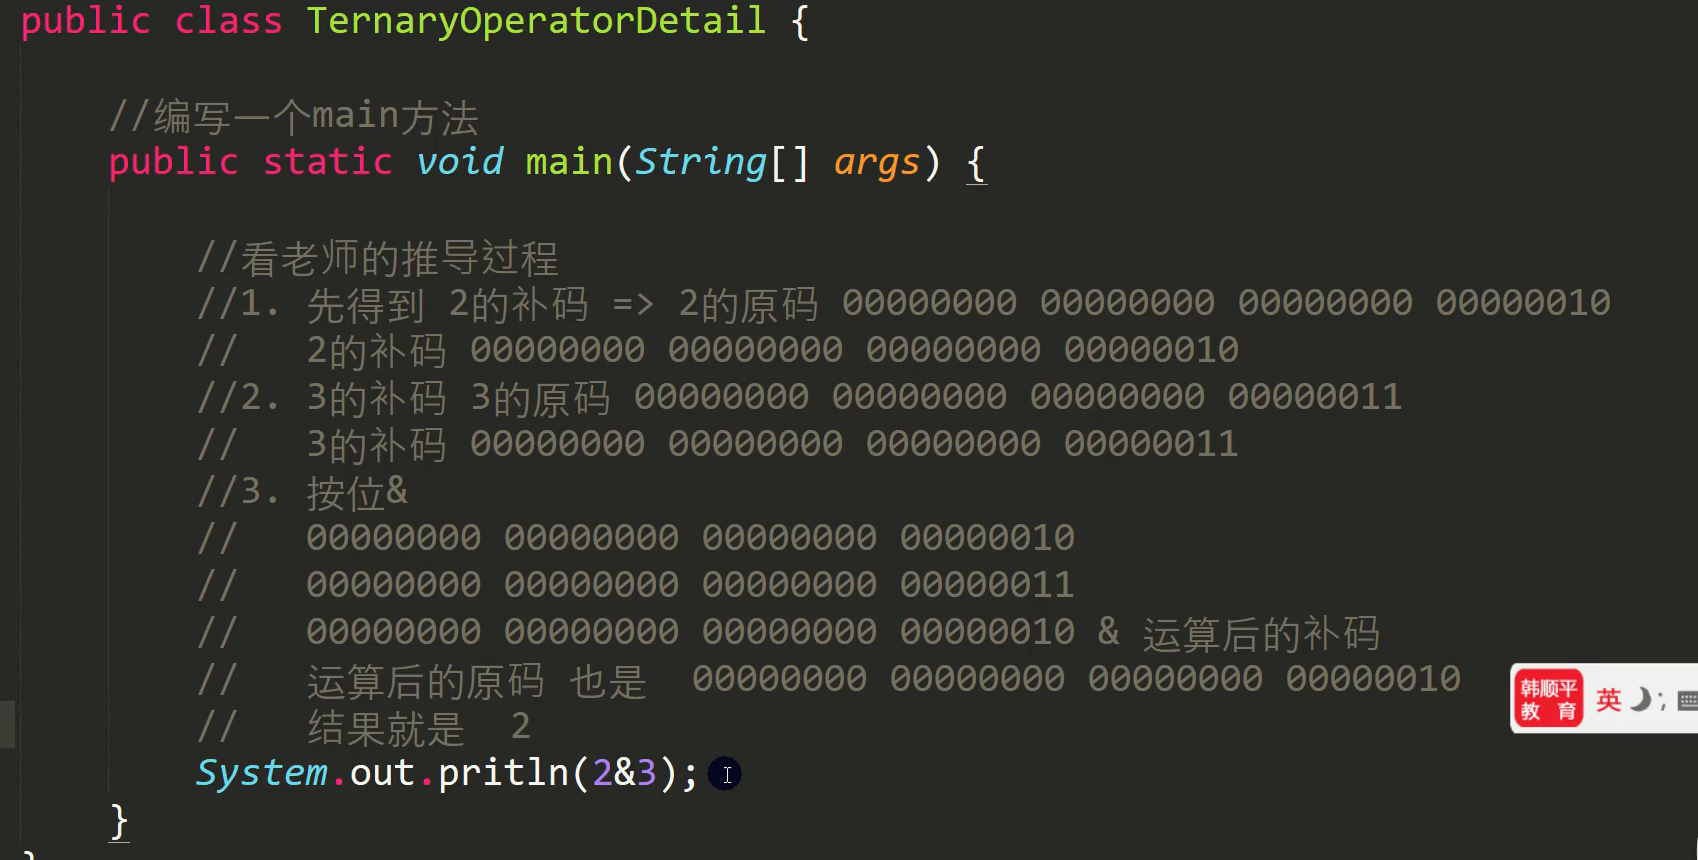 public class TernaryOperatorDetail {
//编写一个main方法
public static void main(String[] args) {
//看老师的推导过程
//1. 先得到 2的补码 => 2的原码 00000000 00000000 00000000 00000010
// 2的补码 00000000 00000000 00000000 00000010
//2. 3的补码 3的原码 00000000 00000000 00000000 00000011
// 3的补码 00000000 00000000 00000000 00000011
//3. 按位&
// 00000000 00000000 00000000 00000010
// 00000000 00000000 00000000 00000011
// 00000000 00000000 00000000 00000010 & 运算后的补码
// 运算后的原码 也是 00000000 00000000 00000000 00000010
// 结果就是 2
System.out.pritln(2&3);
}
}
韩顺平
教 育
英 ;